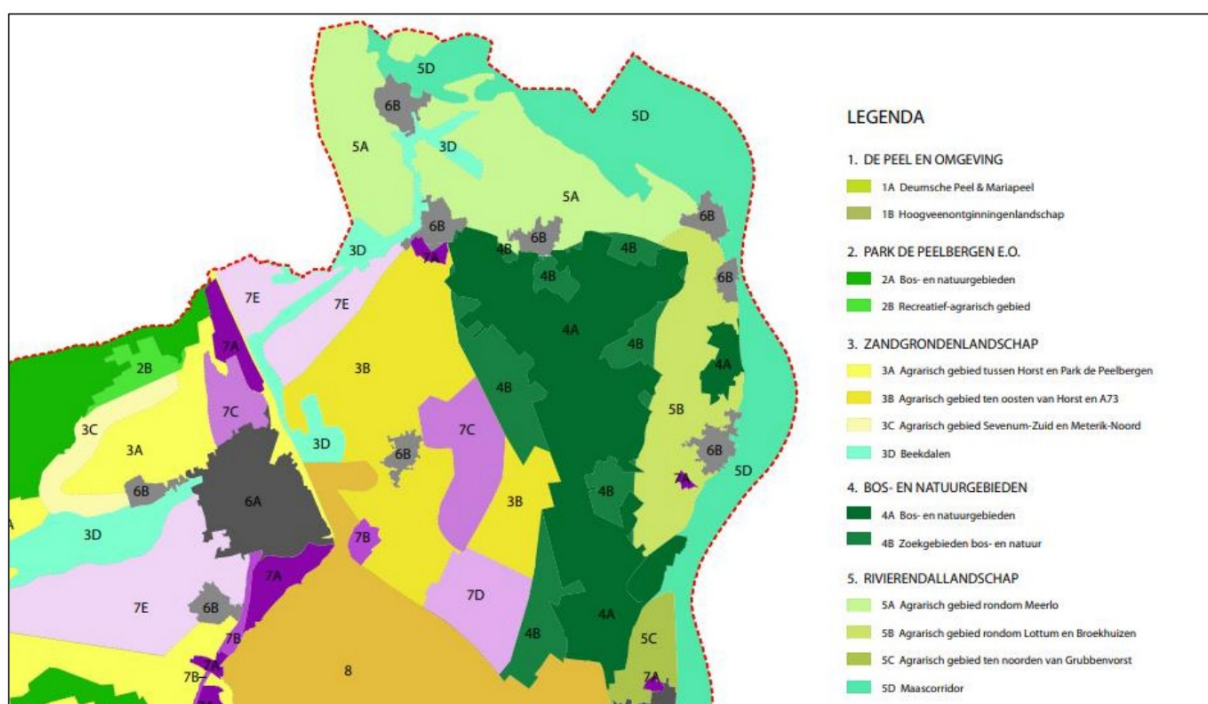 5D
6B
5D
LEGENDA
5A
3D
1. DE PEEL EN OMGEVING
1A Deurnsche Peel & Mariapeel
5A
1B Hoogveenontginningenlandschap
6B
6B
6B
3D
4B
4B
7A
2. PARK DE PEELBERGEN E.O.
4B
6B
2A Bos- en natuurgebieden
7E
7E
2B Recreatief-agrarisch gebied
4A
7A
4B
3. ZANDGRONDENLANDSCHAP
2B
3B
4A
3A Agrarisch gebied tussen Horst en Park de Peelbergen
4B
3B Agrarisch gebied ten oosten van Horst en A73
7C
5B
3C
7C
3C Agrarisch gebied Sevenum-Zuid en Meterik-Noord
3A
3D
6B
6B
3D Beekdalen
5D
7A
6B
4B
4. BOS- EN NATUURGEBIEDEN
6A
3B
A
4A Bos- en natuurgebieden
3D
7B
4B Zoekgebieden bos- en natuur
7A
5. RIVIERENDALLANDSCHAP
7D
5A Agrarisch gebied rondom Meerlo
7E
6B
4A
5B Agrarisch gebied rondom Lottum en Broekhuizen
7B
4B
5C
5C Agrarisch gebied ten noorden van Grubbenvorst
7A
8
7B
7A
5D Maascorridor
7A